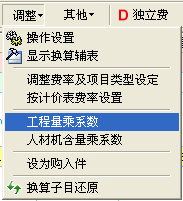 调整 其他 D 独立费
操作设置
显示换算辅表
调整费率及项目类型设定
按计价表费率设置
工程量乘系数
人材机含量乘系数
设为购入件
换算子目还原